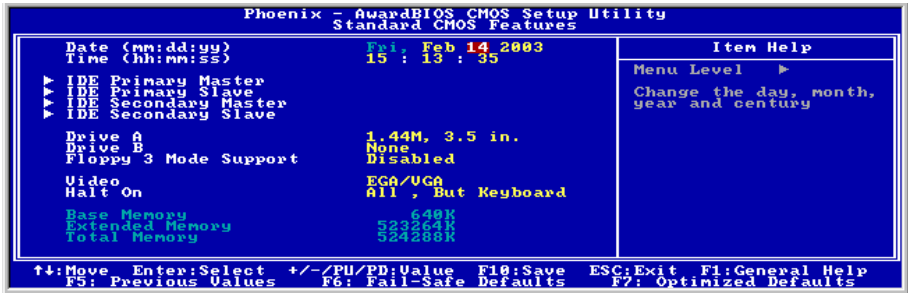 Phoenix - AwardBIOS CMOS Setup Utility
Standard CMOS Features
Date (mm:dd:yy) Fri, Feb 14 2003
Time (hh:mm:ss) 15 : 13 : 35
► IDE Primary Master
► IDE Primary Slave
► IDE Secondary Master
► IDE Secondary Slave
Drive A 1.44M, 3.5 in.
Drive B None
Floppy 3 Mode Support Disabled
Video EGA/VGA
Halt On All , But Keyboard
Base Memory 640K
Extended Memory 523264K
Total Memory 524288K
Item Help
Menu Level ►
Change the day, month,
year and century
↑↓:Move Enter:Select +/-/PU/PD:Value F10:Save ESC:Exit F1:General Help
F5: Previous Values F6: Fail-Safe Defaults F7: Optimized Defaults